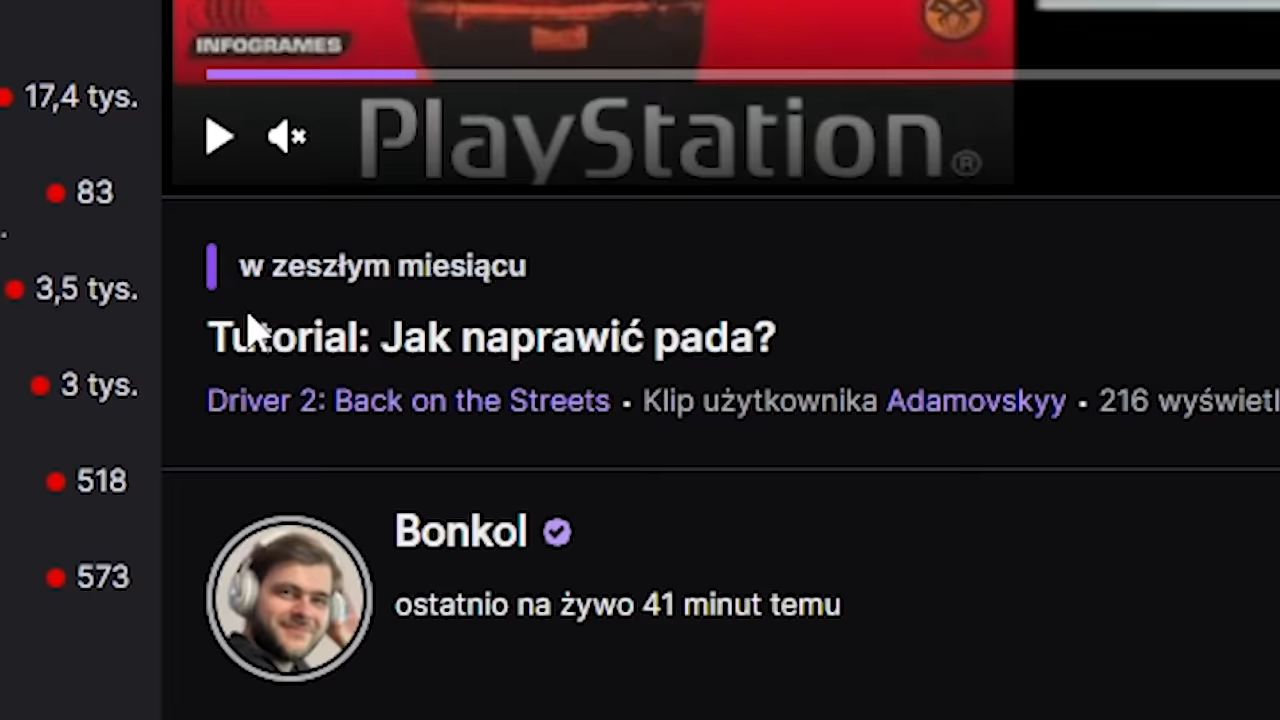 INFOGRAMES
17,4 tys.
PlayStation®
83
.
w zeszłym miesiącu
3,5 tys.
Tutorial: Jak naprawić pada?
3 tys.
Driver 2: Back on the Streets • Klip użytkownika Adamovskyy • 216 wyświetl
518
Bonkol
573
ostatnio na żywo 41 minut temu